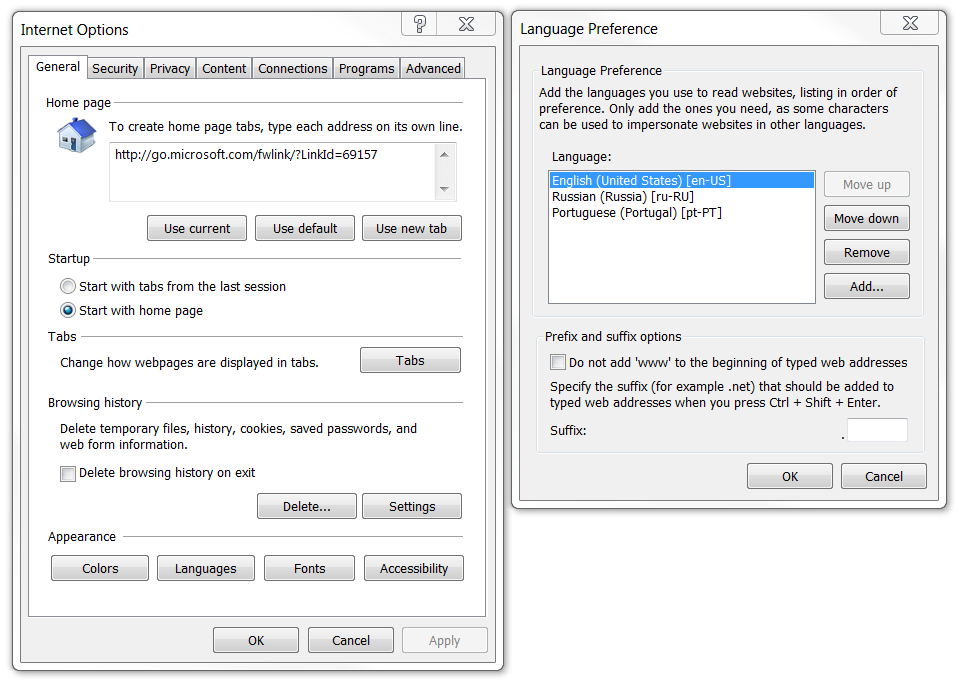 Internet Options
?
General Security Privacy Content Connections Programs Advanced
Home page
To create home page tabs, type each address on its own line.
http://go.microsoft.com/fwlink/?LinkId=69157
Use current Use default Use new tab
Startup
Start with tabs from the last session
Start with home page
Tabs
Change how webpages are displayed in tabs. Tabs
Browsing history
Delete temporary files, history, cookies, saved passwords, and
web form information.
Delete browsing history on exit
Delete... Settings
Appearance
Colors Languages Fonts Accessibility
OK Cancel Apply
Language Preference
Language Preference
Add the languages you use to read websites, listing in order of
preference. Only add the ones you need, as some characters
can be used to impersonate websites in other languages.
Language:
English (United States) [en-US]
Russian (Russia) [ru-RU]
Portuguese (Portugal) [pt-PT]
Move up
Move down
Remove
Add...
Prefix and suffix options
Do not add 'www' to the beginning of typed web addresses
Specify the suffix (for example .net) that should be added to
typed web addresses when you press Ctrl + Shift + Enter.
Suffix: .
OK Cancel